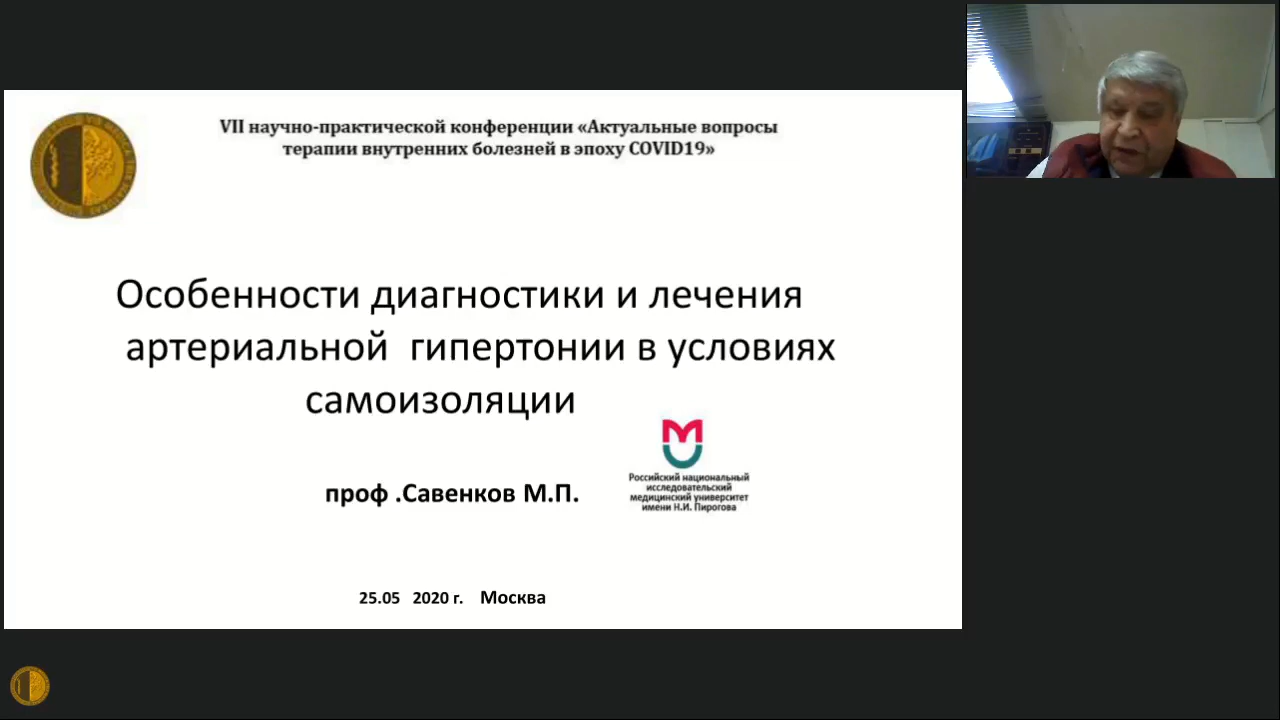 VII научно-практической конференции «Актуальные вопросы
терапии внутренних болезней в эпоху COVID19»
Особенности диагностики и лечения
артериальной гипертонии в условиях
самоизоляции
проф .Савенков М.П.
Российский национальный
исследовательский
медицинский университет
имени Н.И. Пирогова
25.05 2020 г. Москва